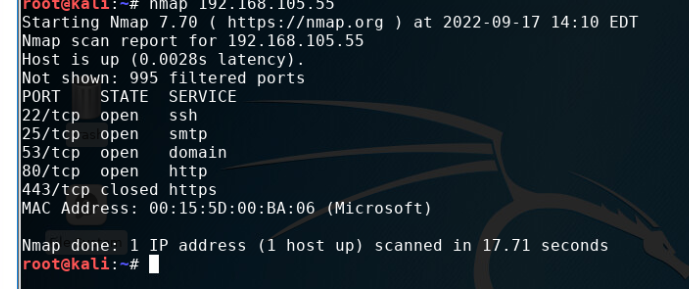 root@kali:~# nmap 192.168.105.55
Starting Nmap 7.70 ( https://nmap.org ) at 2022-09-17 14:10 EDT
Nmap scan report for 192.168.105.55
Host is up (0.0028s latency).
Not shown: 995 filtered ports
PORT    STATE  SERVICE
22/tcp  open   ssh
25/tcp  open   smtp
53/tcp  open   domain
80/tcp  open   http
443/tcp closed https
MAC Address: 00:15:5D:00:BA:06 (Microsoft)
Nmap done: 1 IP address (1 host up) scanned in 17.71 seconds
root@kali:~#